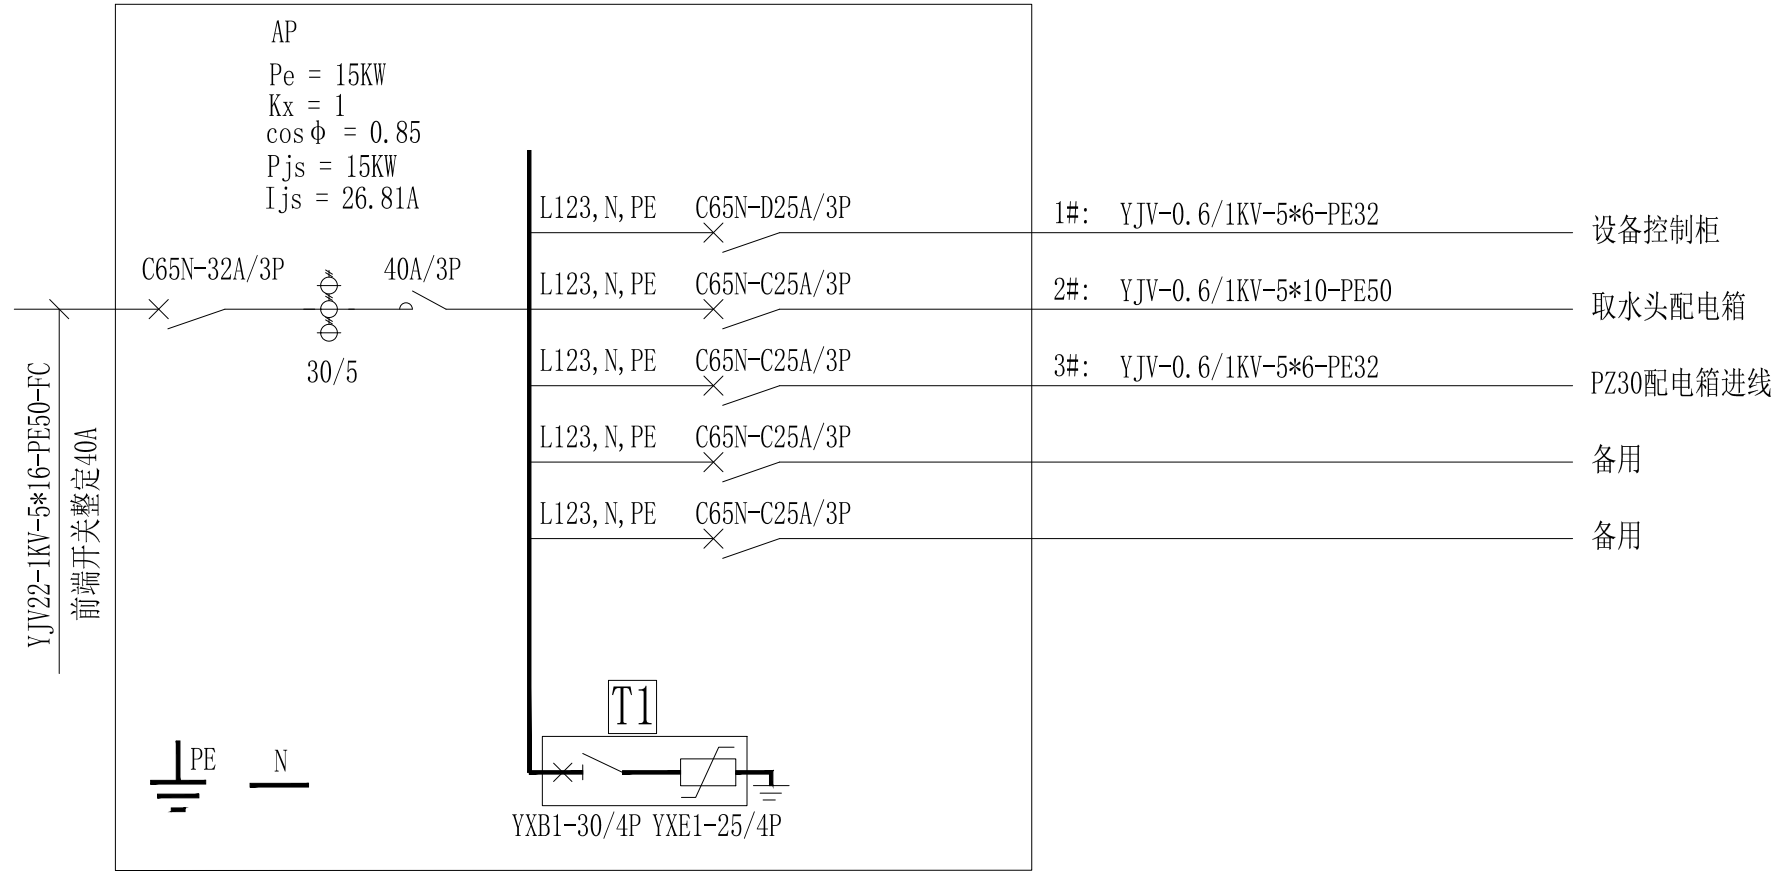 AP
Pe = 15KW
Kx = 1
cosϕ = 0.85
Pjs = 15KW
Ijs = 26.81A
C65N-32A/3P
40A/3P
30/5
YJV22-1KV-5*16-PE50-FC
前端开关整定40A
L123,N,PE C65N-D25A/3P 1#: YJV-0.6/1KV-5*6-PE32 设备控制柜
L123,N,PE C65N-C25A/3P 2#: YJV-0.6/1KV-5*10-PE50 取水头配电箱
L123,N,PE C65N-C25A/3P 3#: YJV-0.6/1KV-5*6-PE32 PZ30配电箱进线
L123,N,PE C65N-C25A/3P 备用
L123,N,PE C65N-C25A/3P 备用
T1
PE
N
YXB1-30/4P YXE1-25/4P